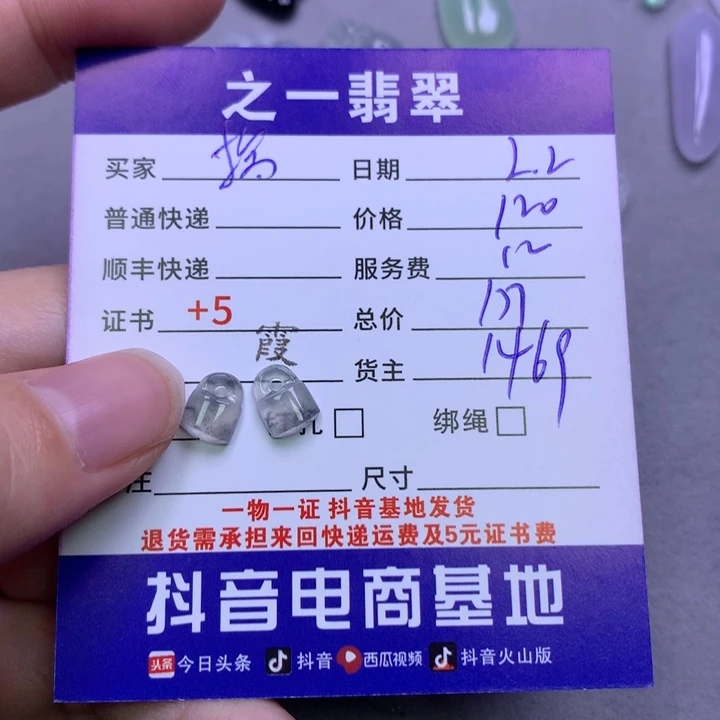 之一翡翠
买家 日期 2.2
普通快递 价格 120
顺丰快递 服务费 12
证书 +5 总价 137
霞 货主 1469
孔 绑绳
注 尺寸
一物一证 抖音基地发货
退货需承担来回快递运费及5元证书费
抖音电商基地
头条 今日头条 抖音 西瓜视频 抖音火山版